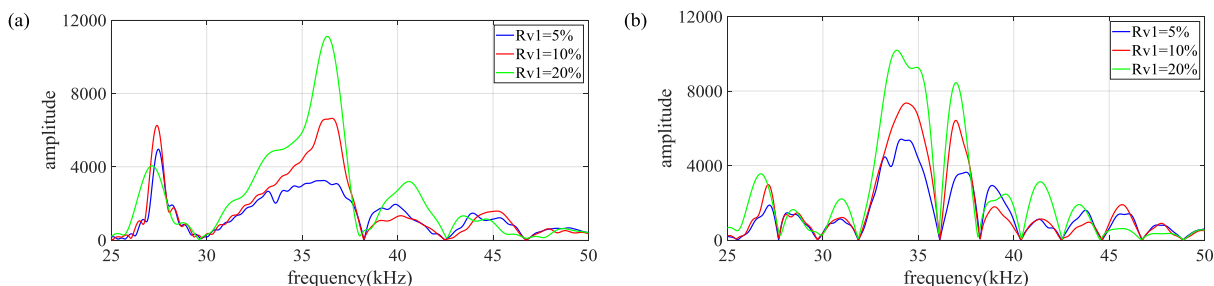 (a)
12000
8000
4000
0
amplitude
25 30 35 40 45 50
frequency(kHz)
Rv1=5%
Rv1=10%
Rv1=20%
(b)
12000
8000
4000
0
amplitude
25 30 35 40 45 50
frequency(kHz)
Rv1=5%
Rv1=10%
Rv1=20%